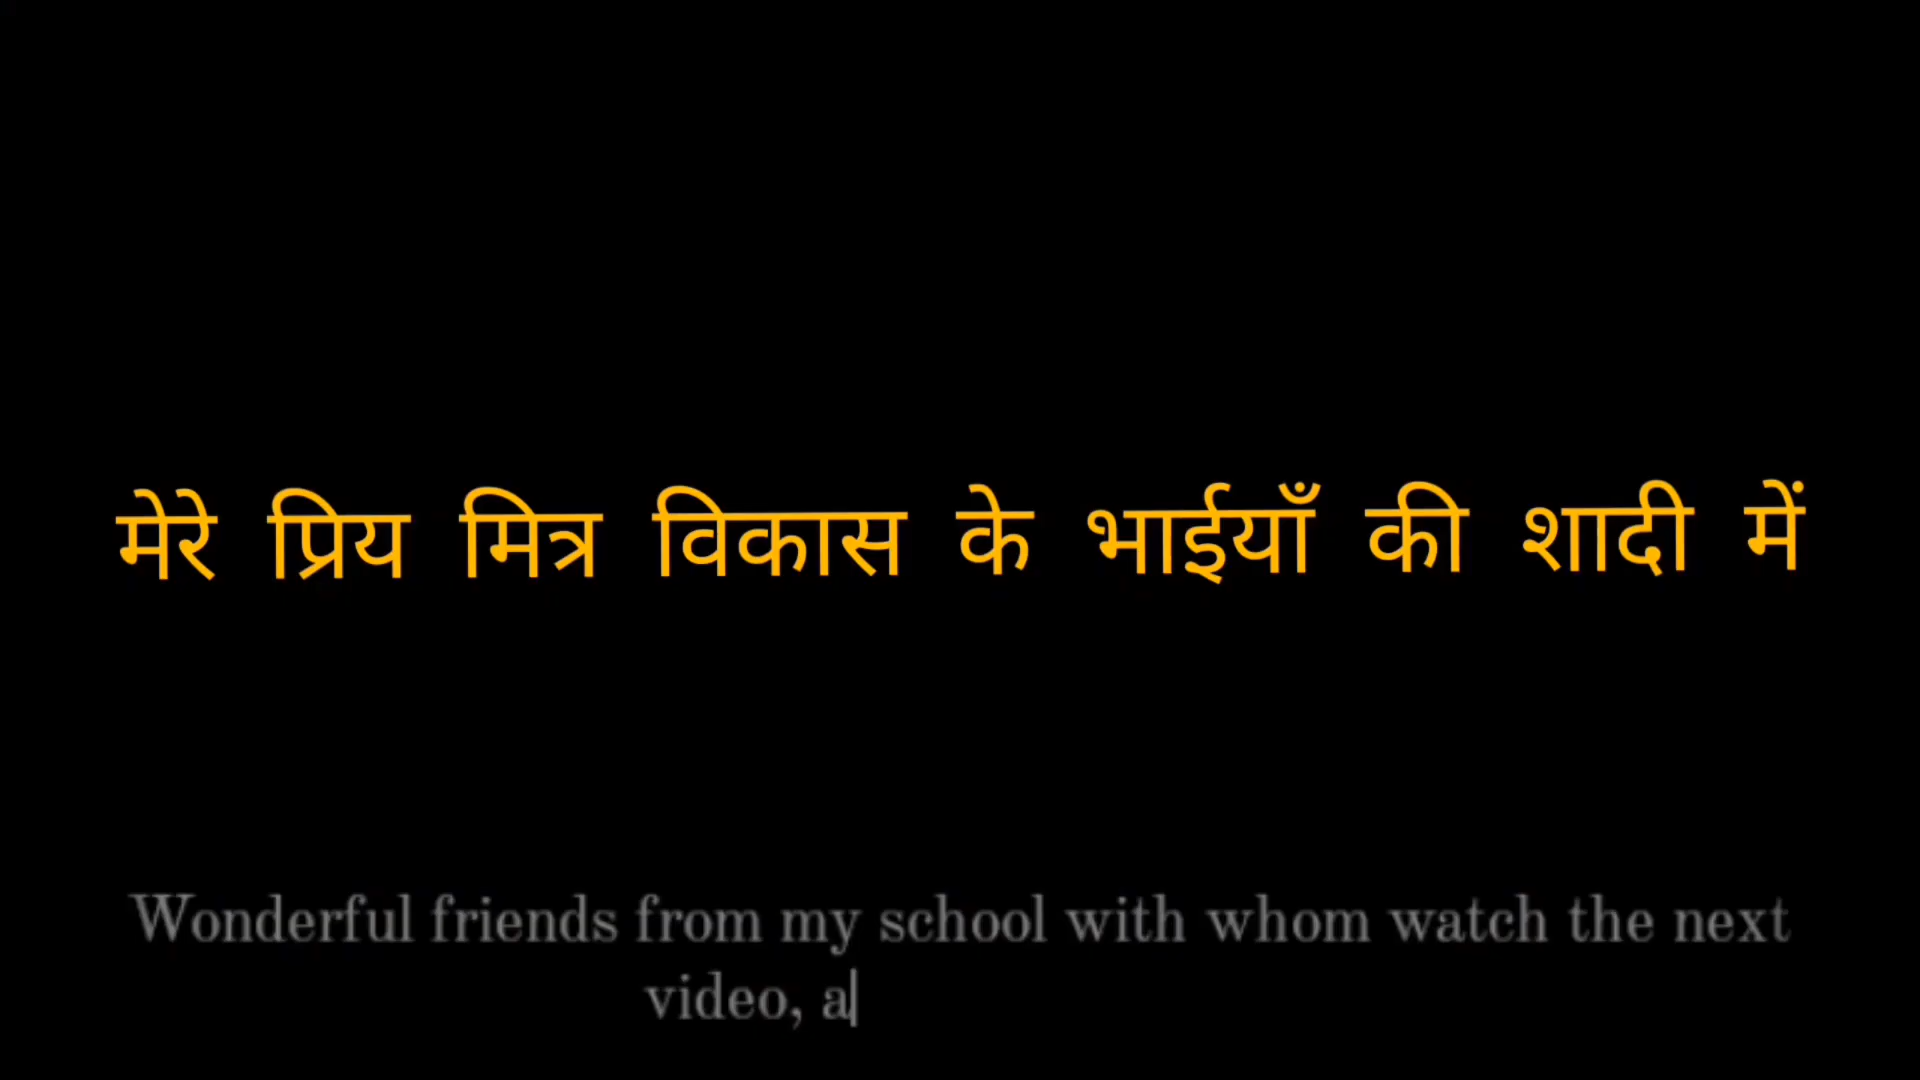 मेरे प्रिय मित्र विकास के भाईयाँ की शादी में
Wonderful friends from my school with whom watch the next
video, a